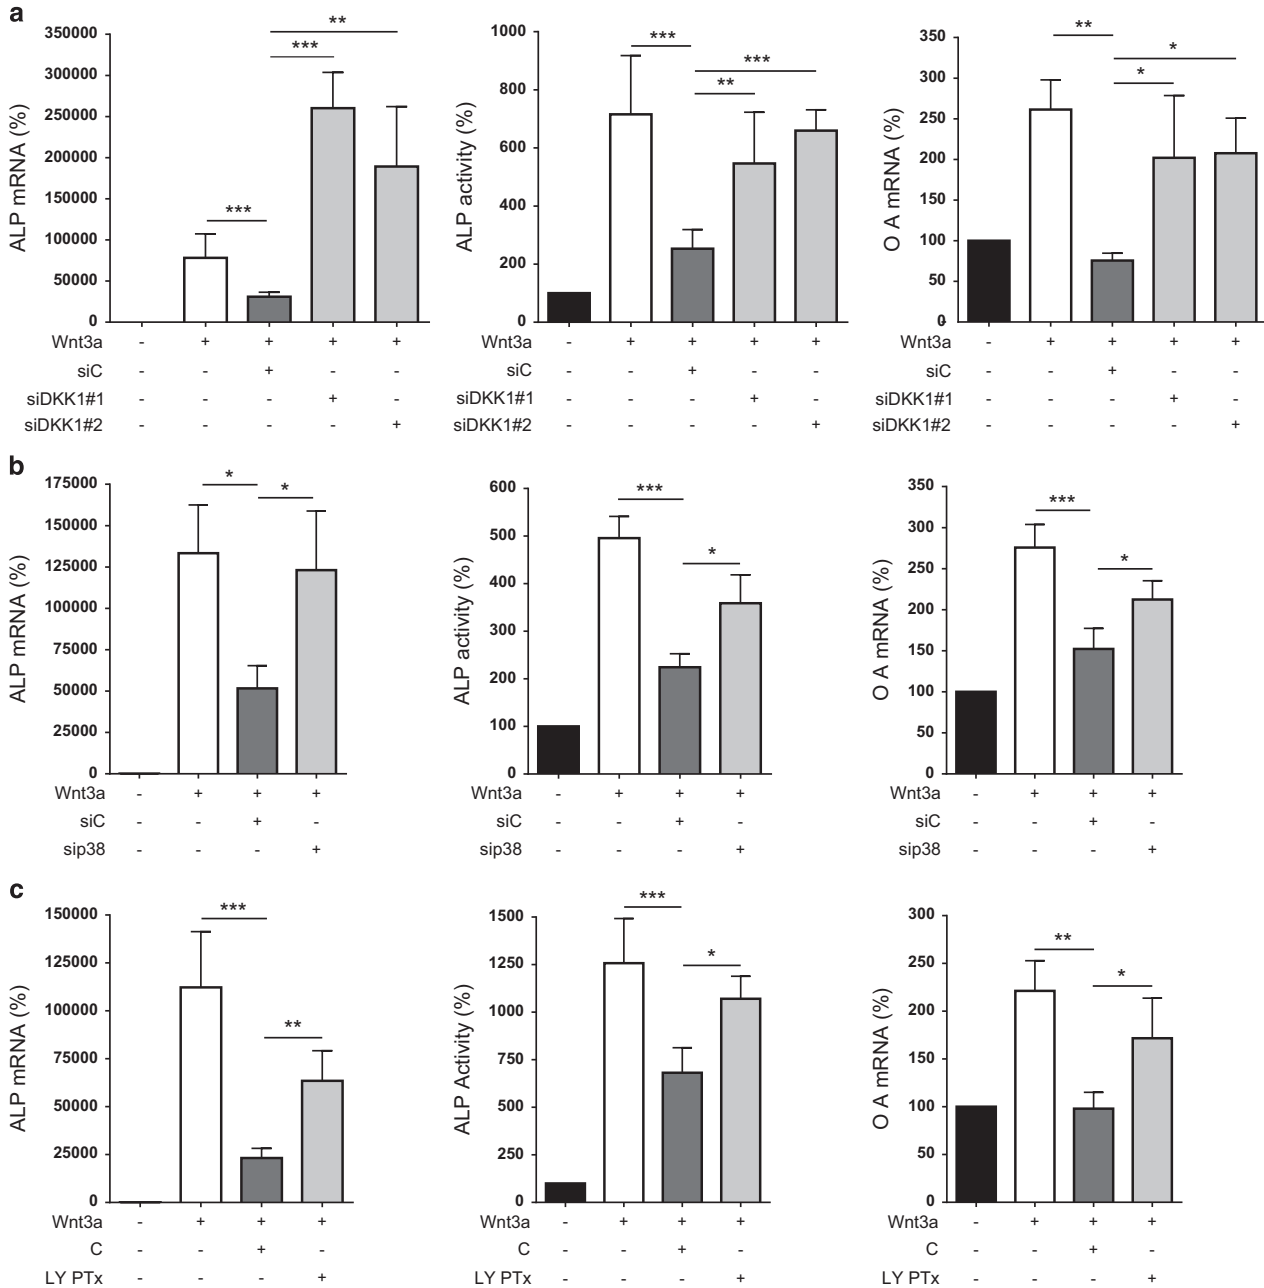 a
ALP mRNA (%)
350000
300000
250000
200000
150000
100000
50000
0
*** *** **
Wnt3a - + + + +
siC - - + - -
siDKK1#1 - - - + -
siDKK1#2 - - - - +
ALP activity (%)
1000
800
600
400
200
0
*** ** ***
Wnt3a - + + + +
siC - - + - -
siDKK1#1 - - - + -
siDKK1#2 - - - - +
O A mRNA (%)
350
300
250
200
150
100
50
0
** * *
Wnt3a - + + + +
siC - - + - -
siDKK1#1 - - - + -
siDKK1#2 - - - - +
b
ALP mRNA (%)
175000
150000
125000
100000
75000
50000
25000
0
* *
Wnt3a - + + +
siC - - + -
sip38 - - - +
ALP activity (%)
600
500
400
300
200
100
0
*** *
Wnt3a - + + +
siC - - + -
sip38 - - - +
O A mRNA (%)
350
300
250
200
150
100
50
0
*** *
Wnt3a - + + +
siC - - + -
sip38 - - - +
c
ALP mRNA (%)
150000
125000
100000
75000
50000
25000
0
*** **
Wnt3a - + + +
C - - + -
LY PTx - - - +
ALP Activity (%)
1500
1250
1000
750
500
250
0
*** *
Wnt3a - + + +
C - - + -
LY PTx - - - +
O A mRNA (%)
300
250
200
150
100
50
0
** *
Wnt3a - + + +
C - - + -
LY PTx - - - +